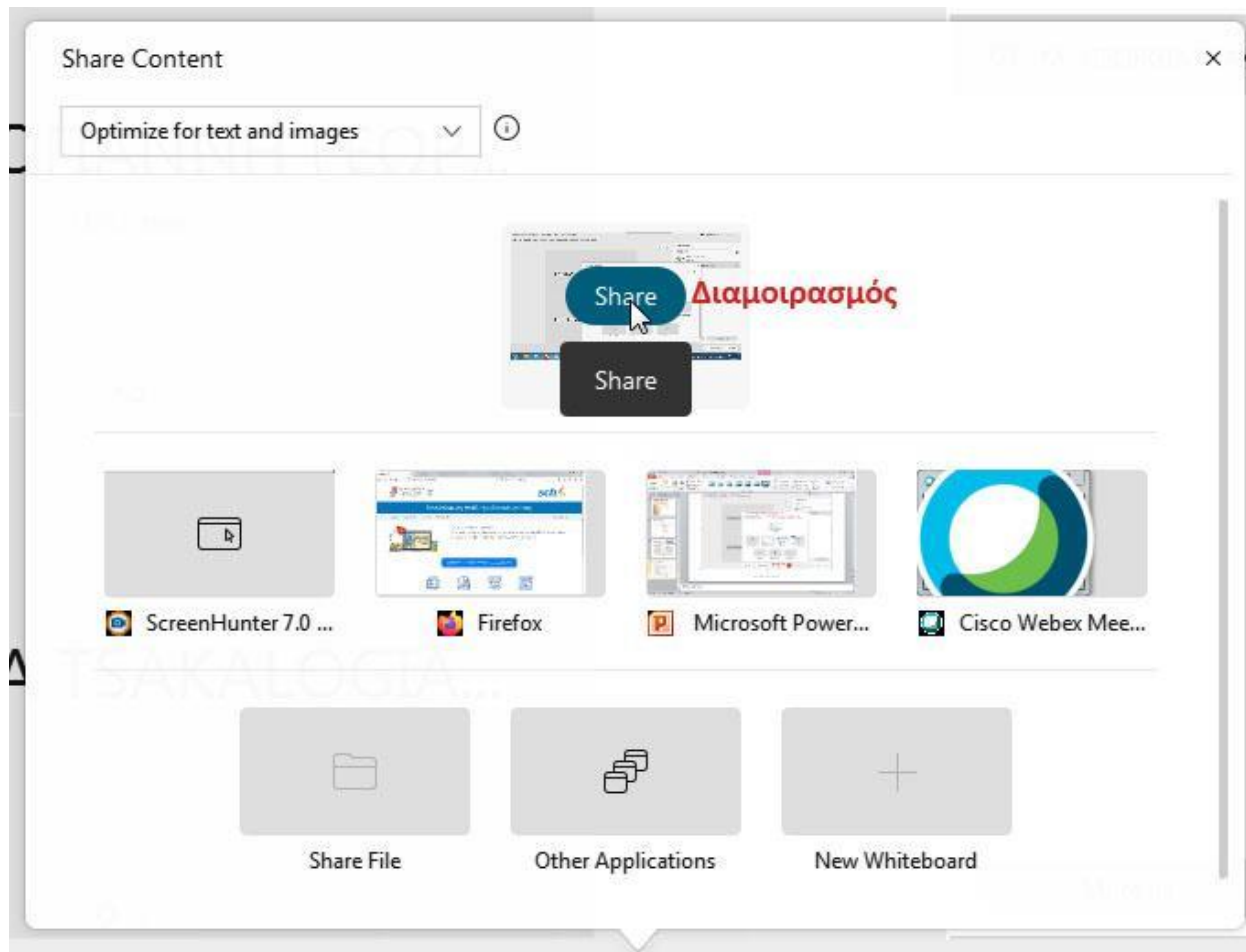 Share Content
Optimize for text and images
Share
Διαμοιρασμός
Share
ScreenHunter 7.0 ...
Firefox
Microsoft Power...
Cisco Webex Mee...
TSAKALOGIA...
Share File
Other Applications
New Whiteboard